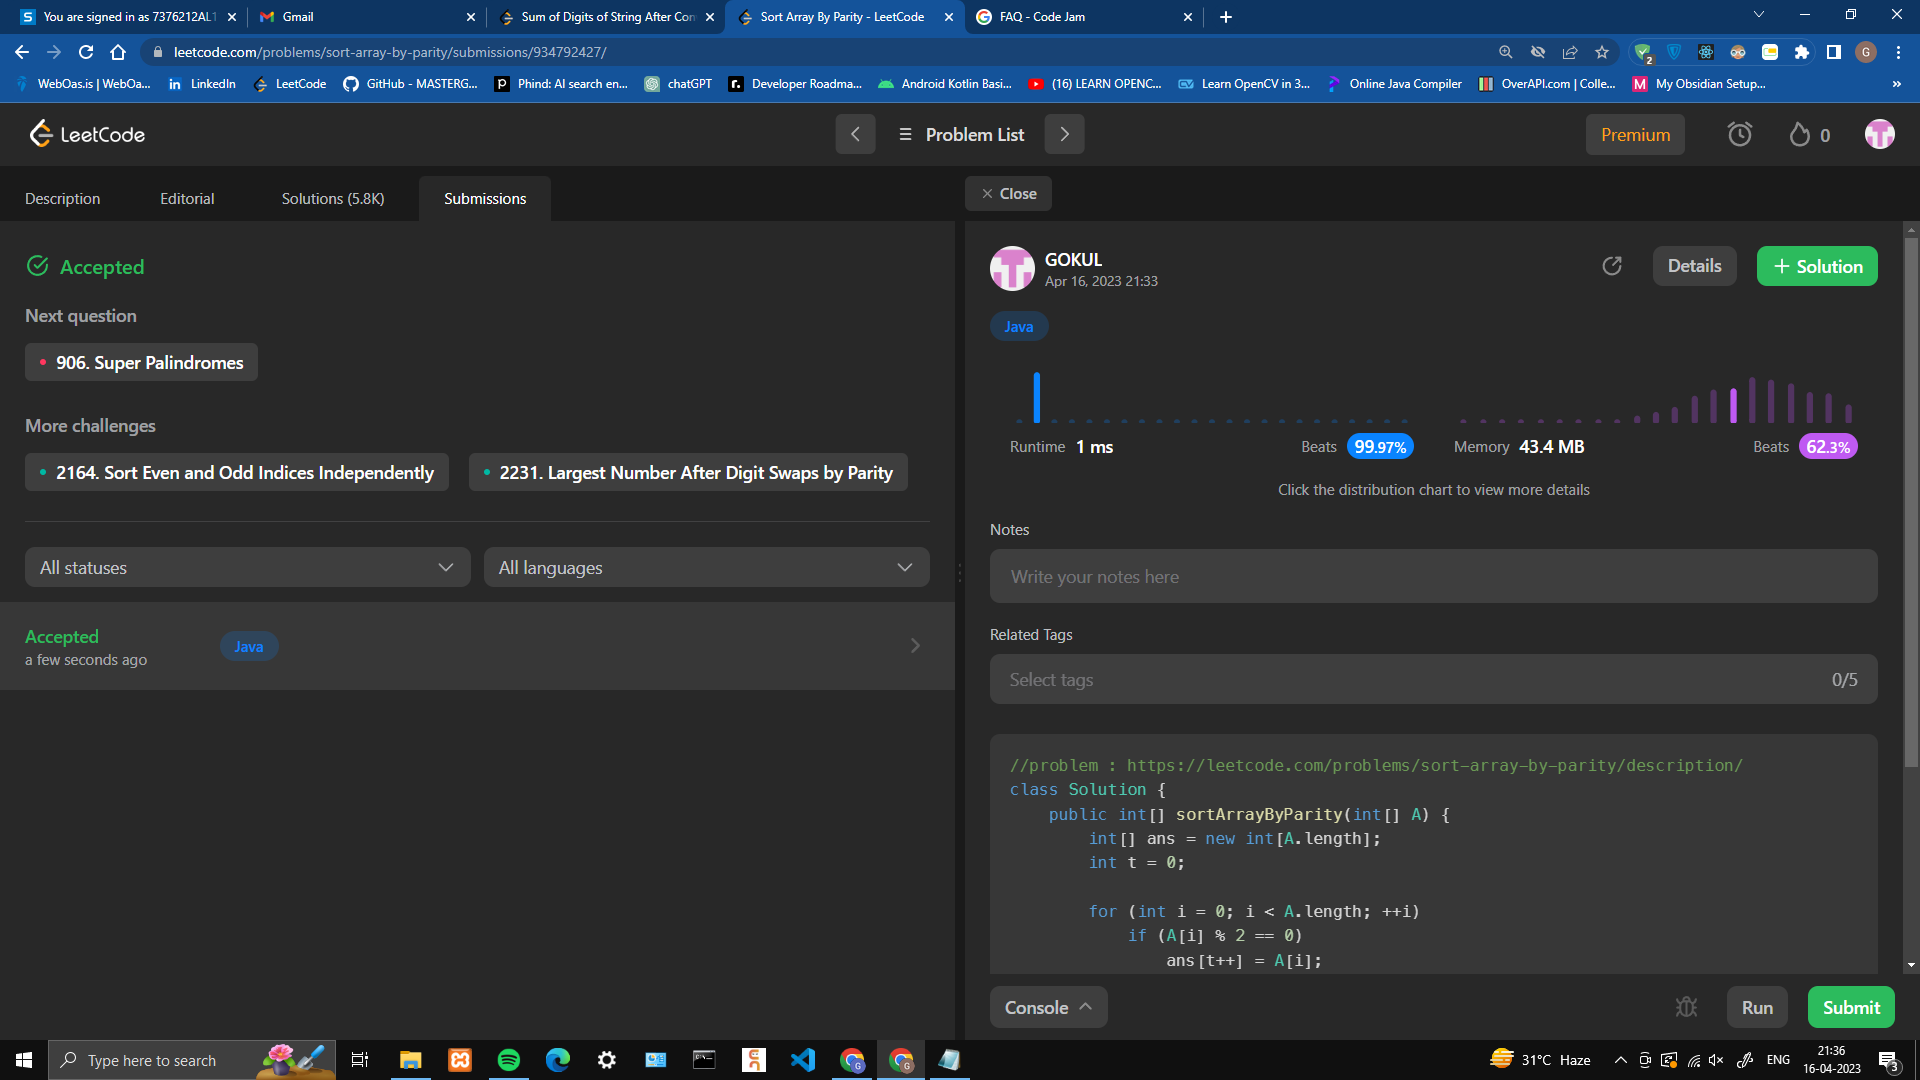 You are signed in as 7376212AL1
Gmail
Sum of Digits of String After Con
Sort Array By Parity - LeetCode
FAQ - Code Jam
leetcode.com/problems/sort-array-by-parity/submissions/934792427/
2
G
WebOas.is | WebOa...
LinkedIn
LeetCode
GitHub - MASTERG...
Phind: AI search en...
chatGPT
Developer Roadma...
Android Kotlin Basi...
(16) LEARN OPENC...
Learn OpenCV in 3...
Online Java Compiler
OverAPI.com | Colle...
My Obsidian Setup...
»
LeetCode
Problem List
Premium
0
Description
Editorial
Solutions (5.8K)
Submissions
Close
Accepted
Next question
906. Super Palindromes
More challenges
2164. Sort Even and Odd Indices Independently
2231. Largest Number After Digit Swaps by Parity
All statuses
All languages
Accepted
a few seconds ago
Java
GOKUL
Apr 16, 2023 21:33
Details
+ Solution
Java
Runtime 1 ms
Beats 99.97%
Memory 43.4 MB
Beats 62.3%
Click the distribution chart to view more details
Notes
Write your notes here
Related Tags
Select tags
0/5
//problem : https://leetcode.com/problems/sort-array-by-parity/description/
class Solution {
    public int[] sortArrayByParity(int[] A) {
        int[] ans = new int[A.length];
        int t = 0;
        for (int i = 0; i < A.length; ++i)
            if (A[i] % 2 == 0)
                ans[t++] = A[i];
Console
Run
Submit
Type here to search
31°C Haze
ENG
21:36
16-04-2023
3